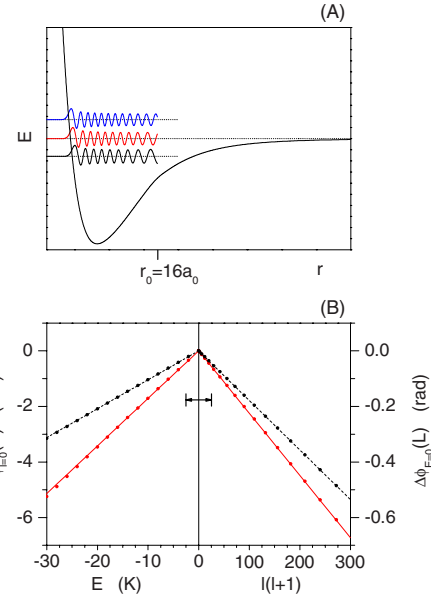 (A)
E
r₀=16a₀
r
(B)
0
-2
-4
-6
0.0
-0.2
-0.4
-0.6
Δϕ_E=0(L) (rad)
-30 -20 -10 0 100 200 300
E (K)
l(l+1)